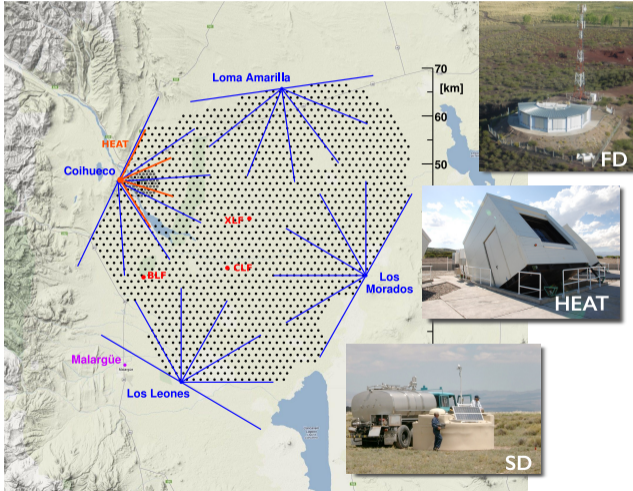 Loma Amarilla
70
[km]
60
50
HEAT
Coihueco
XLF
CLF
BLF
Los
Morados
Malargüe
Los Leones
FD
HEAT
SD